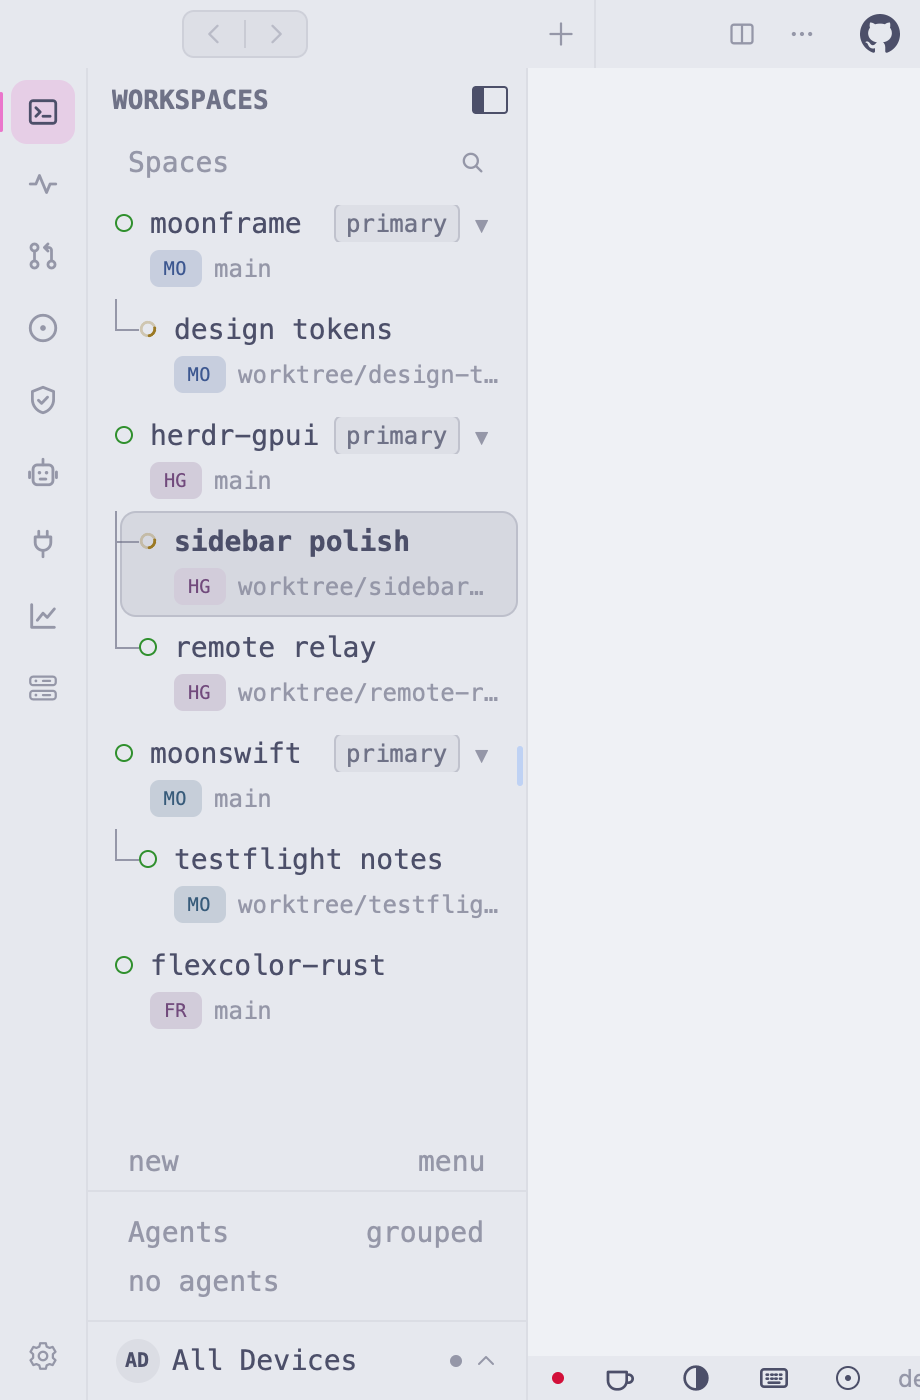 WORKSPACES
Spaces
moonframe primary ▼
MO main
design tokens
MO worktree/design-t…
herdr-gpui primary ▼
HG main
sidebar polish
HG worktree/sidebar…
remote relay
HG worktree/remote-r…
moonswift primary ▼
MO main
testflight notes
MO worktree/testflig…
flexcolor-rust
FR main
new menu
Agents grouped
no agents
AD All Devices
de